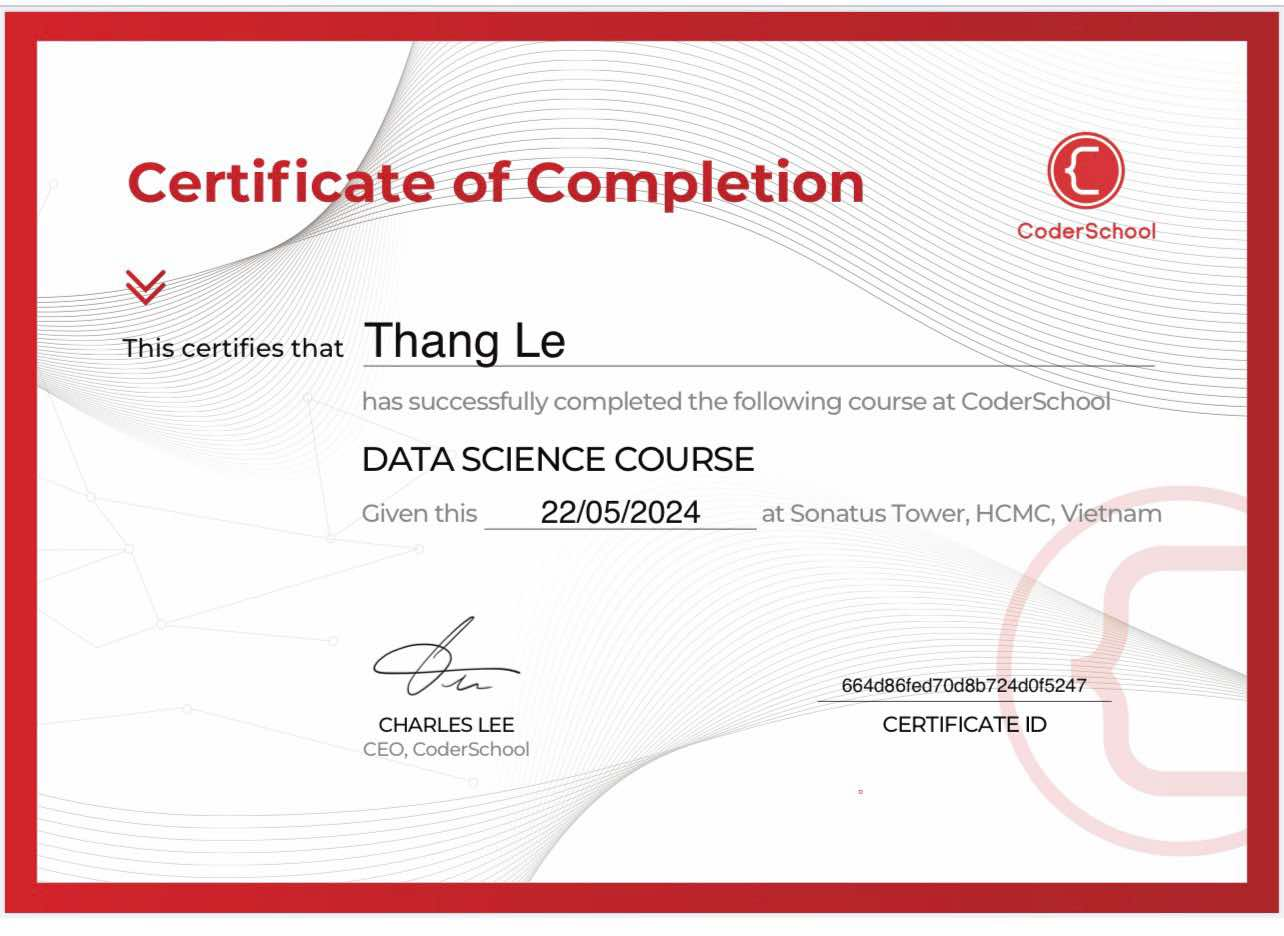 Certificate of Completion
CoderSchool
This certifies that Thang Le
has successfully completed the following course at CoderSchool
DATA SCIENCE COURSE
Given this 22/05/2024 at Sonatus Tower, HCMC, Vietnam
664d86fed70d8b724d0f5247
CHARLES LEE
CERTIFICATE ID
CEO, CoderSchool